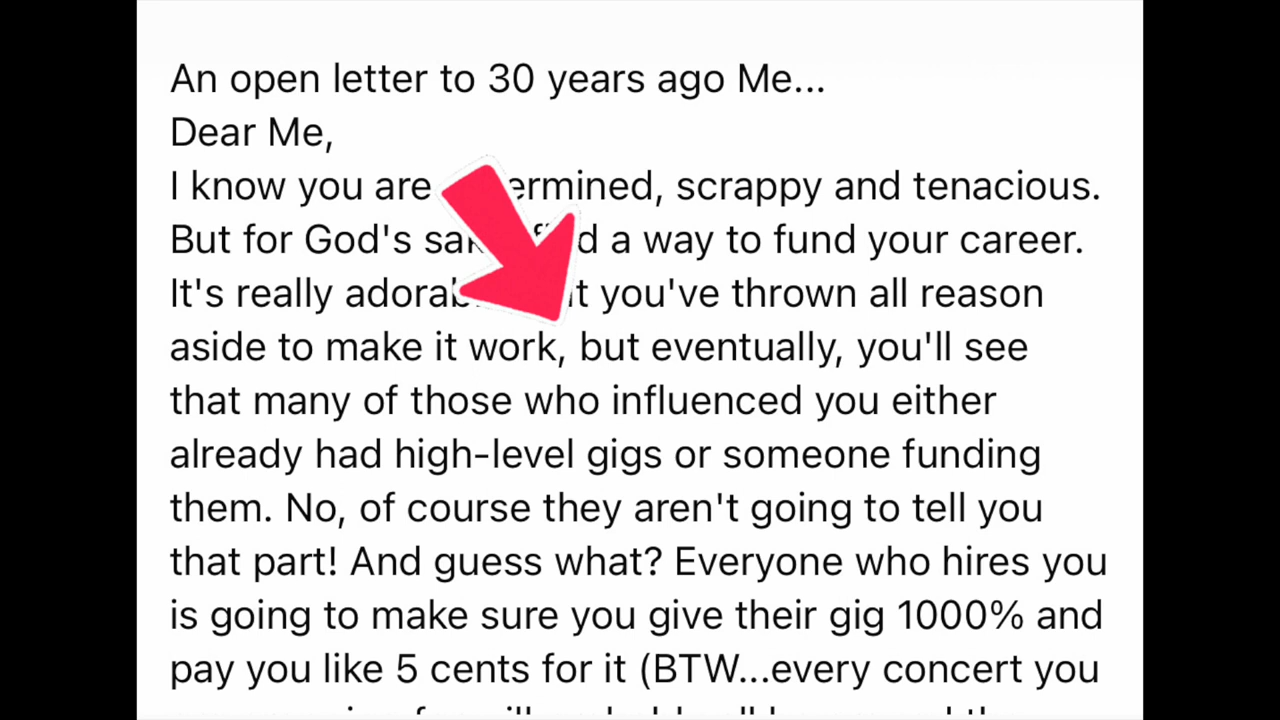 An open letter to 30 years ago Me...
Dear Me,
I know you are ermined, scrappy and tenacious.
But for God's sak f d a way to fund your career.
It's really adorab t you've thrown all reason
aside to make it work, but eventually, you'll see
that many of those who influenced you either
already had high-level gigs or someone funding
them. No, of course they aren't going to tell you
that part! And guess what? Everyone who hires you
is going to make sure you give their gig 1000% and
pay you like 5 cents for it (BTW...every concert you